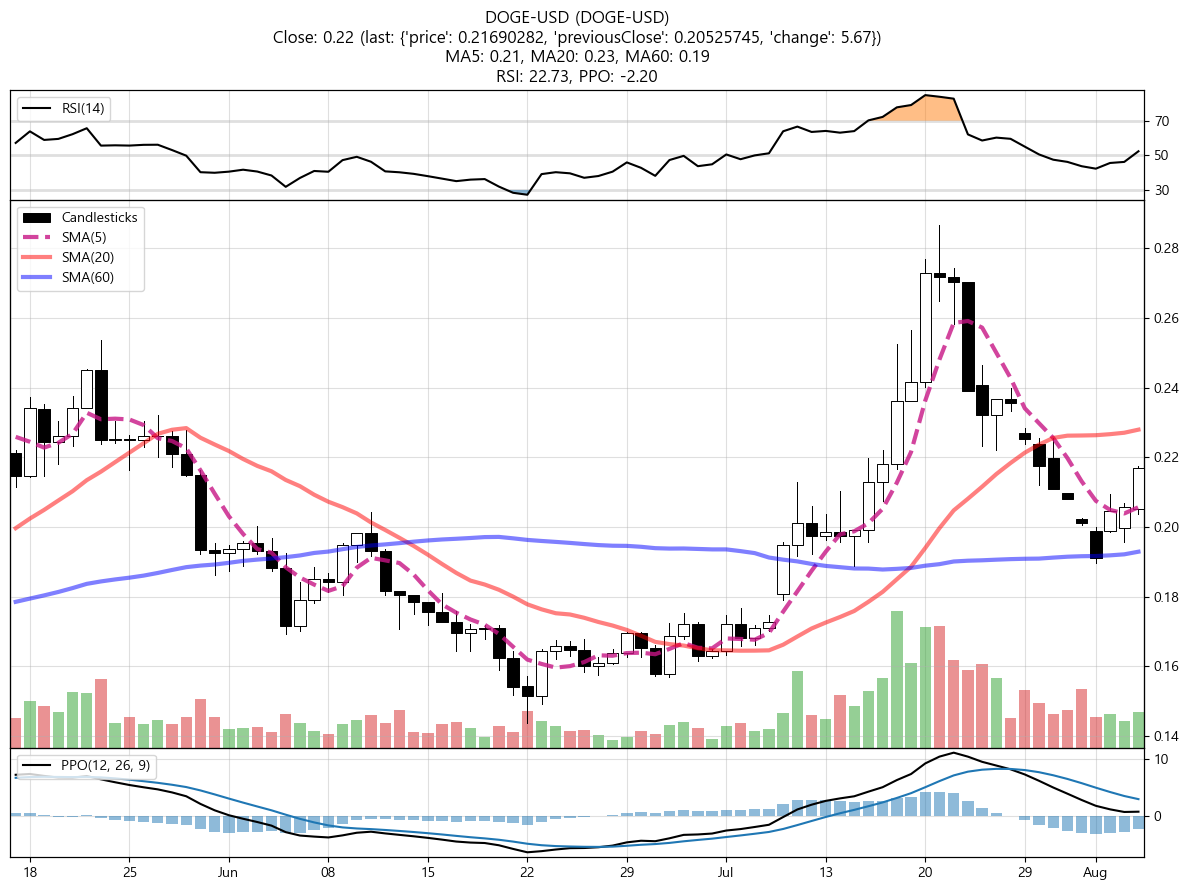 DOGE-USD (DOGE-USD)
Close: 0.22 (last: {'price': 0.21690282, 'previousClose': 0.20525745, 'change': 5.67})
MA5: 0.21, MA20: 0.23, MA60: 0.19
RSI: 22.73, PPO: -2.20
RSI(14)
70
50
30
Candlesticks
SMA(5)
SMA(20)
SMA(60)
0.28
0.26
0.24
0.22
0.20
0.18
0.16
0.14
PPO(12, 26, 9)
10
0
18 25 Jun 08 15 22 29 Jul 13 20 29 Aug